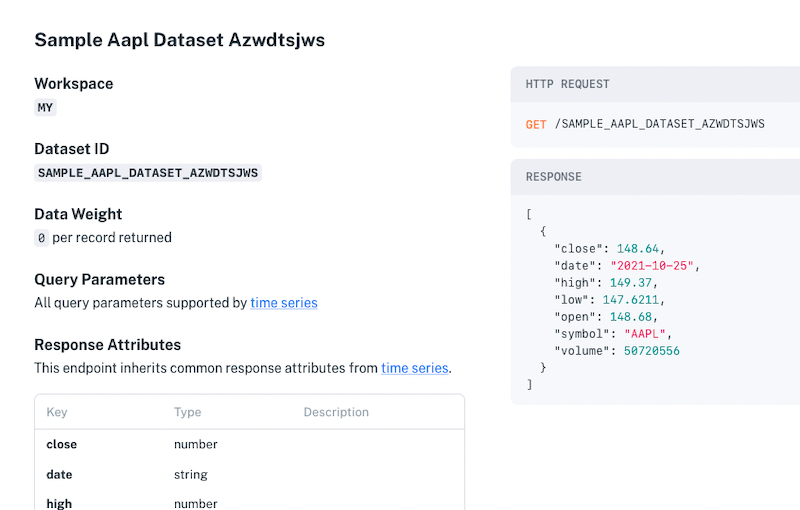 Sample Aapl Dataset Azwdtsjws
Workspace
MY
Dataset ID
SAMPLE_AAPL_DATASET_AZWDTSJWS
Data Weight
0 per record returned
Query Parameters
All query parameters supported by time series
Response Attributes
This endpoint inherits common response attributes from time series.
Key Type Description
close number
date string
high number
HTTP REQUEST
GET /SAMPLE_AAPL_DATASET_AZWDTSJWS
RESPONSE
[
{
"close": 148.64,
"date": "2021-10-25",
"high": 149.37,
"low": 147.6211,
"open": 148.68,
"symbol": "AAPL",
"volume": 50720556
}
]